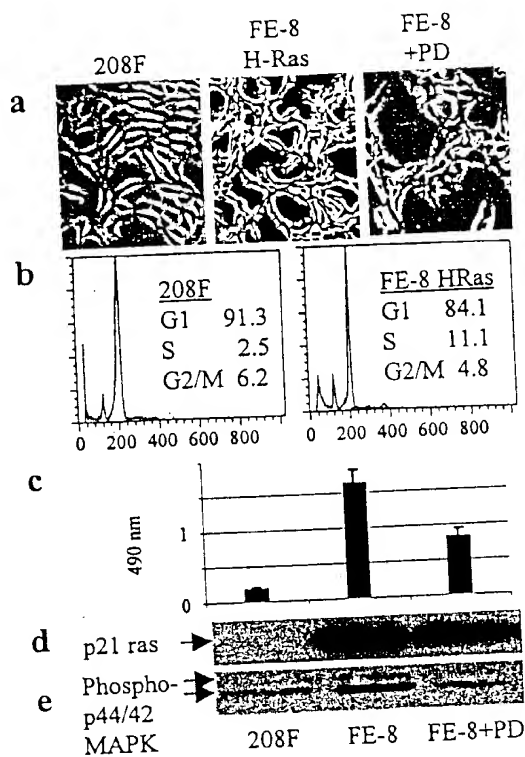 208F
FE-8
H-Ras
FE-8
+PD
a
b
208F
G1 91.3
S 2.5
G2/M 6.2
0 200 400 600 800
FE-8 HRas
G1 84.1
S 11.1
G2/M 4.8
0 200 400 600 800
c
490 nm
1
0
d
p21 ras
e
Phospho-
p44/42
MAPK
208F FE-8 FE-8+PD